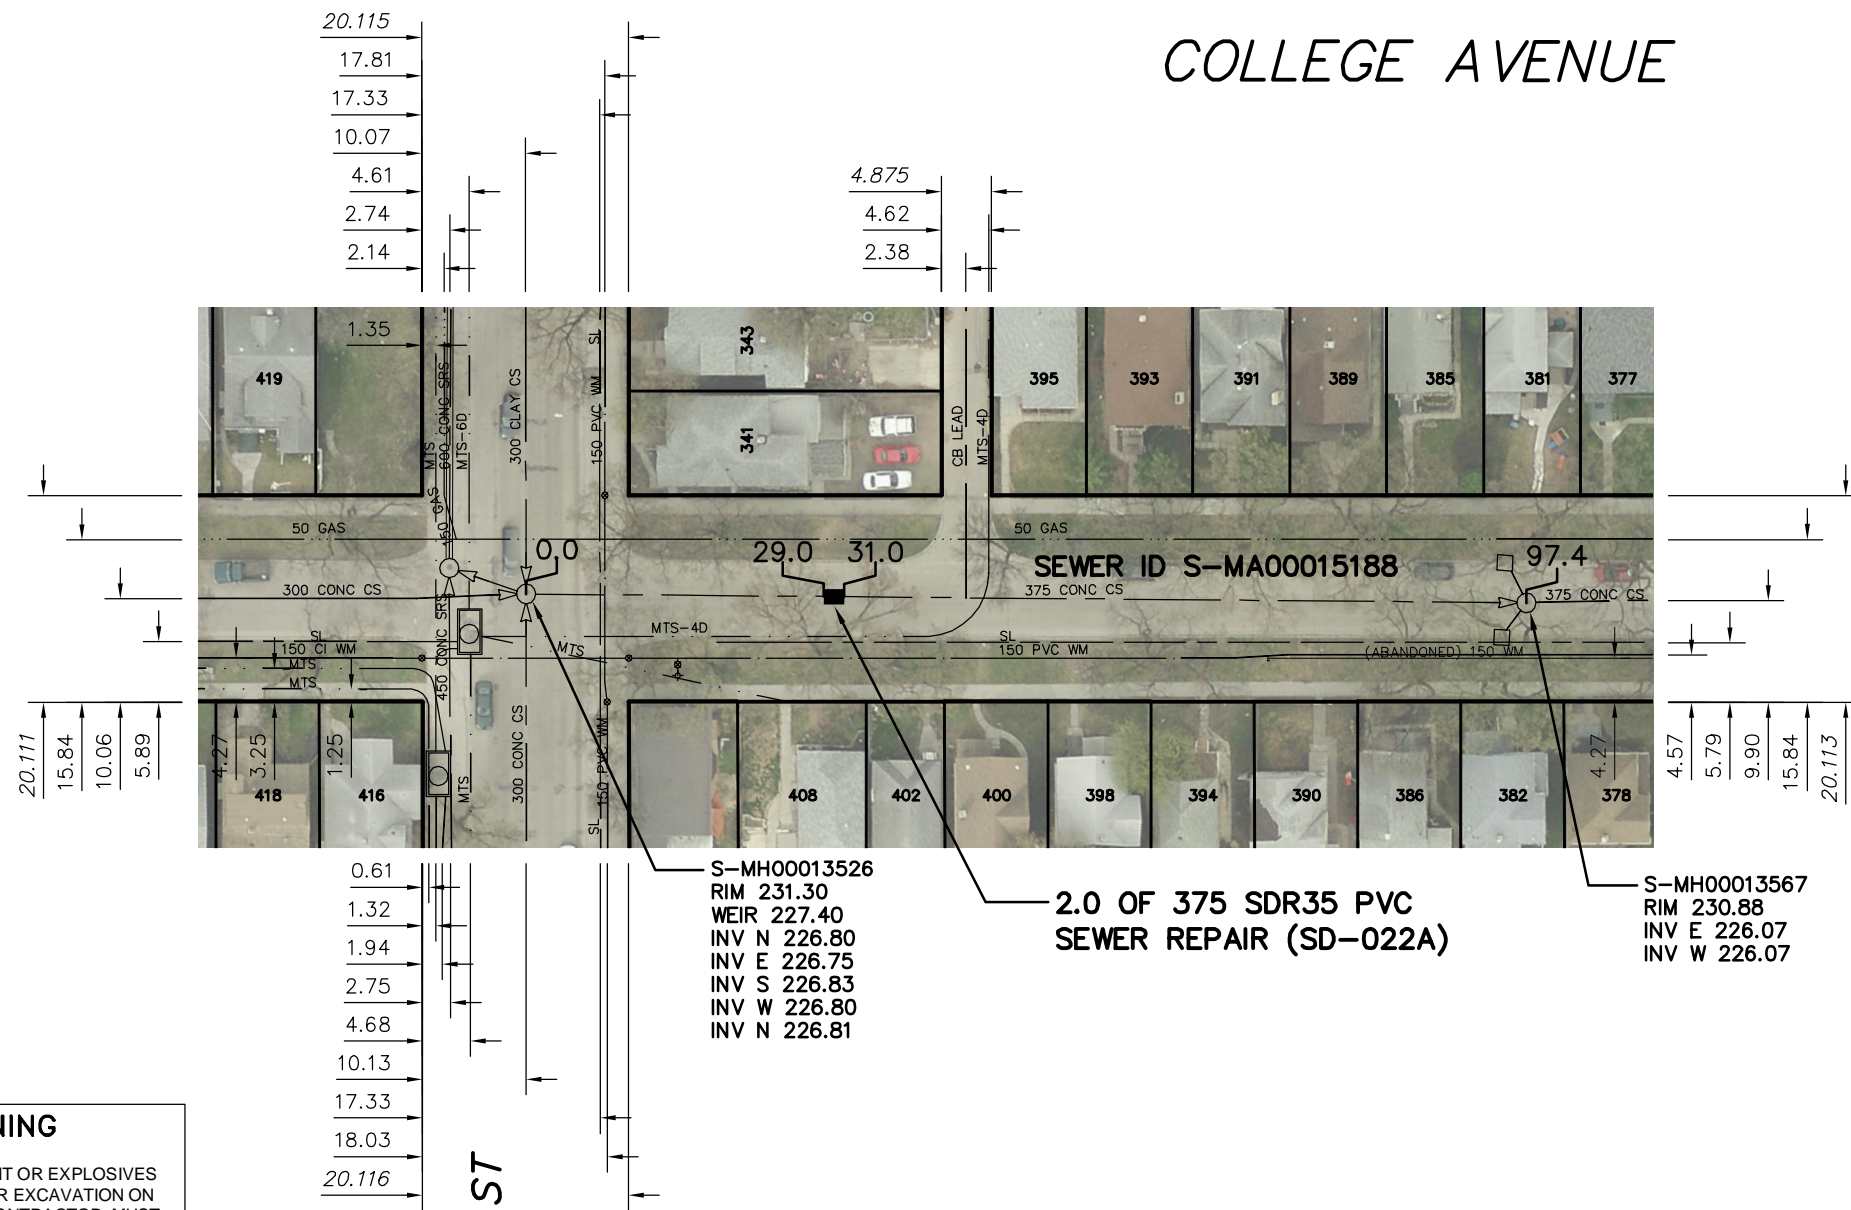 COLLEGE AVENUE
20.115
17.81
17.33
10.07
4.61
2.74
2.14
4.875
4.62
2.38
1.35
419
MTS
600 CONC SRS
MTS-6D
300 CLAY CS
150 PVC WM
SL
343
341
CB LEAD
MTS-4D
395
393
391
389
385
381
377
50 GAS
50 GAS
50 GAS
0.0
29.0
31.0
SEWER ID S-MA00015188
97.4
300 CONC CS
375 CONC CS
375 CONC CS
450 CONC SRS
MTS-4D
SL
150 CI WM
MTS
MTS
MTS
SL
150 PVC WM
(ABANDONED) 150 WM
20.111
15.84
10.06
5.89
4.27
3.25
1.25
418
416
MTS
300 CONC CS
150 PVC WM
SL
408
402
400
398
394
390
386
382
378
4.27
4.57
5.79
9.90
15.84
20.113
S-MH00013526
RIM 231.30
WEIR 227.40
INV N 226.80
INV E 226.75
INV S 226.83
INV W 226.80
INV N 226.81
2.0 OF 375 SDR35 PVC
SEWER REPAIR (SD-022A)
S-MH00013567
RIM 230.88
INV E 226.07
INV W 226.07
0.61
1.32
1.94
2.75
4.68
10.13
17.33
18.03
20.116
ST
NING
T OR EXPLOSIVES
R EXCAVATION ON